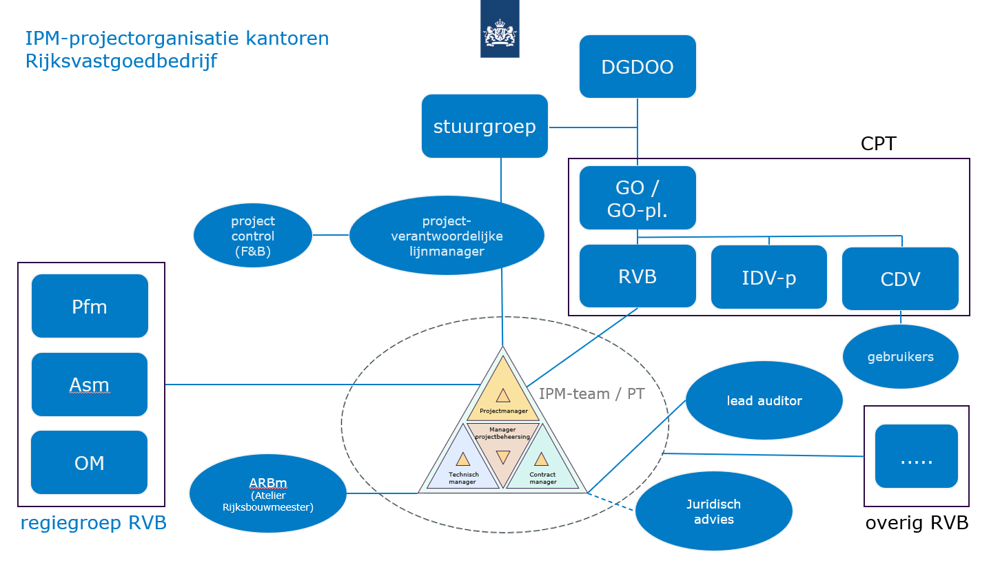 IPM-projectorganisatie kantoren
Rijksvastgoedbedrijf
DGDOO
stuurgroep
CPT
GO /
GO-pl.
project
control
(F&B)
project-
verantwoordelijke
lijnmanager
RVB
IDV-p
CDV
Pfm
Asm
OM
regiegroep RVB
gebruikers
IPM-team / PT
lead auditor
Projectmanager
Manager
projectbeheersing
Technisch
manager
Contract
manager
ARBm
(Atelier
Rijksbouwmeester)
Juridisch
advies
.....
overig RVB